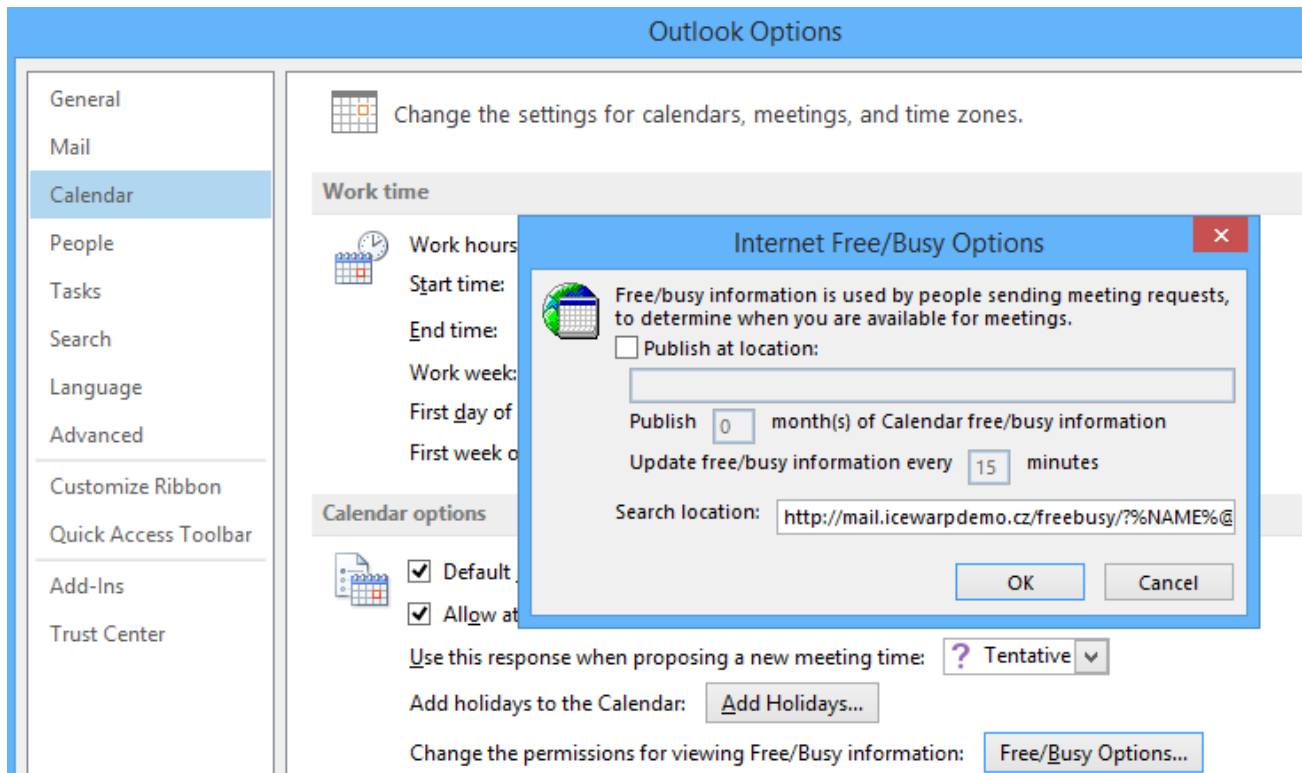 Outlook Options
General
Mail
Calendar
People
Tasks
Search
Language
Advanced
Customize Ribbon
Quick Access Toolbar
Add-Ins
Trust Center
Change the settings for calendars, meetings, and time zones.
Work time
Work hours
Start time:
End time:
Work week:
First day of
First week o
Internet Free/Busy Options
Free/busy information is used by people sending meeting requests,
to determine when you are available for meetings.
Publish at location:
Publish 0 month(s) of Calendar free/busy information
Update free/busy information every 15 minutes
Search location: http://mail.icewarpdemo.cz/freebusy/?%NAME%@
OK Cancel
Calendar options
Default
Allow at
Use this response when proposing a new meeting time: ? Tentative
Add holidays to the Calendar: Add Holidays...
Change the permissions for viewing Free/Busy information: Free/Busy Options...